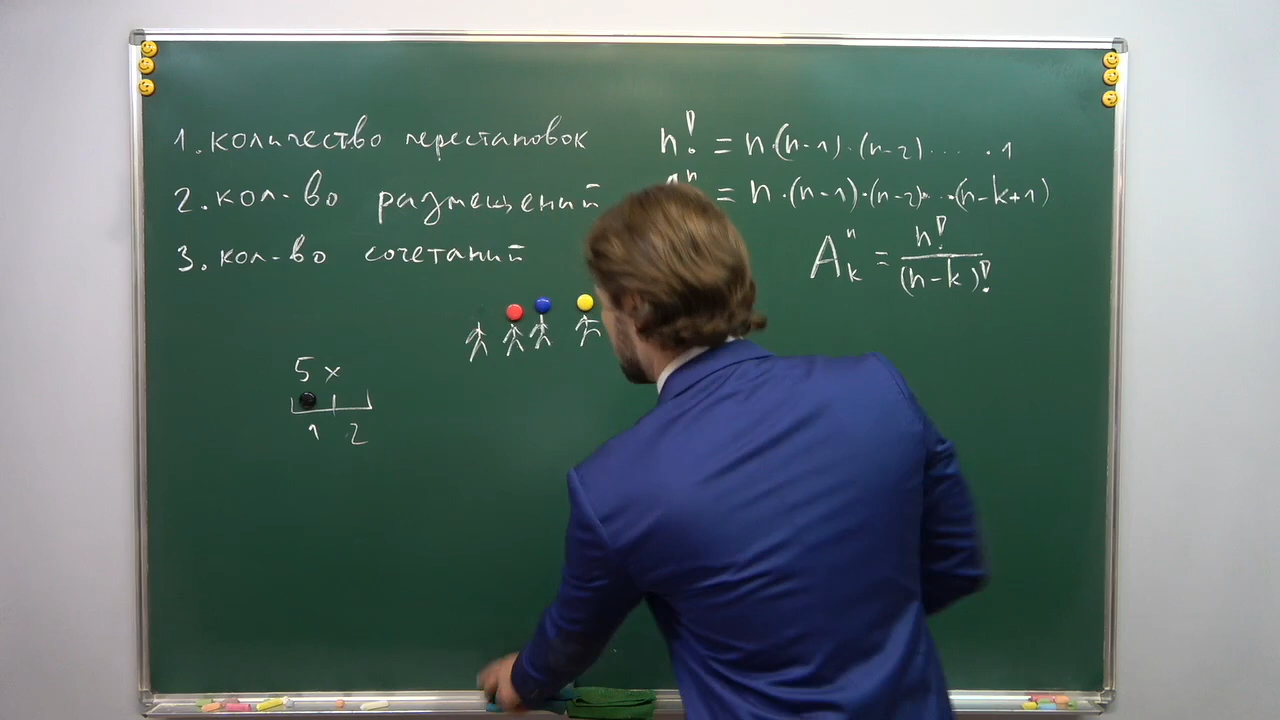 1. количество перестановок n! = n·(n-1)·(n-2)....·1
2. кол-во размещений = n·(n-1)·(n-2)·..·(n-k+1)
3. кол-во сочетаний
A^n_k = n!/(n-k)!
5 x
1 2